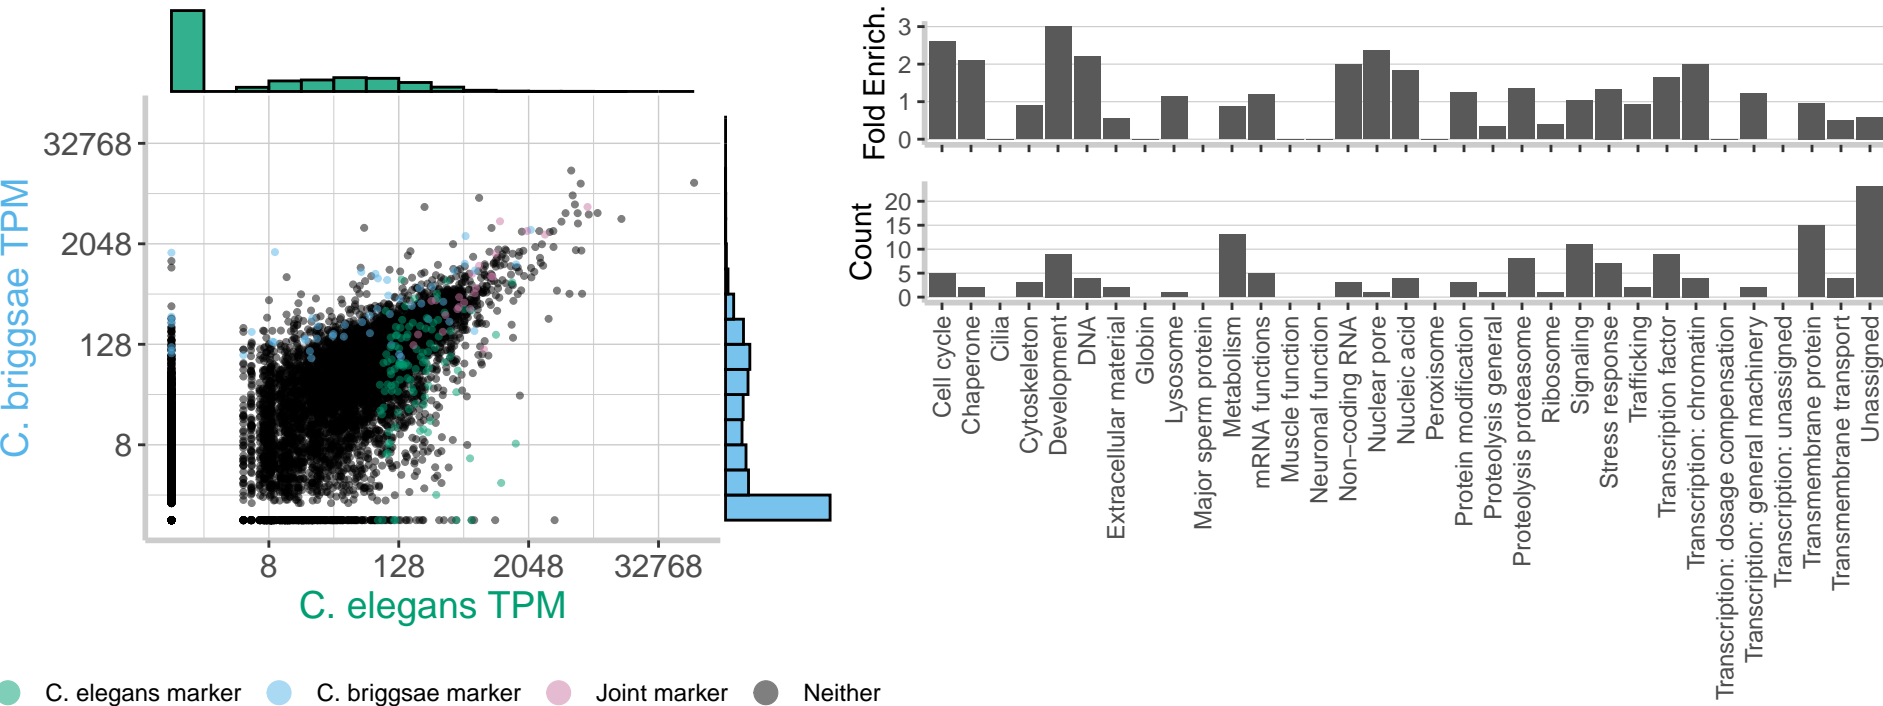 C. briggsae TPM
32768
2048
128
8
8
128
2048
32768
C. elegans TPM
C. elegans marker
C. briggsae marker
Joint marker
Neither
Fold Enrich.
3
2
1
0
Count
20
15
10
5
0
Cell cycle
Chaperone
Cilia
Cytoskeleton
Development
DNA
Extracellular material
Globin
Lysosome
Major sperm protein
Metabolism
mRNA functions
Muscle function
Neuronal function
Non−coding RNA
Nuclear pore
Nucleic acid
Peroxisome
Protein modification
Proteolysis general
Proteolysis proteasome
Ribosome
Signaling
Stress response
Trafficking
Transcription factor
Transcription: chromatin
Transcription: dosage compensation
Transcription: general machinery
Transcription: unassigned
Transmembrane protein
Transmembrane transport
Unassigned